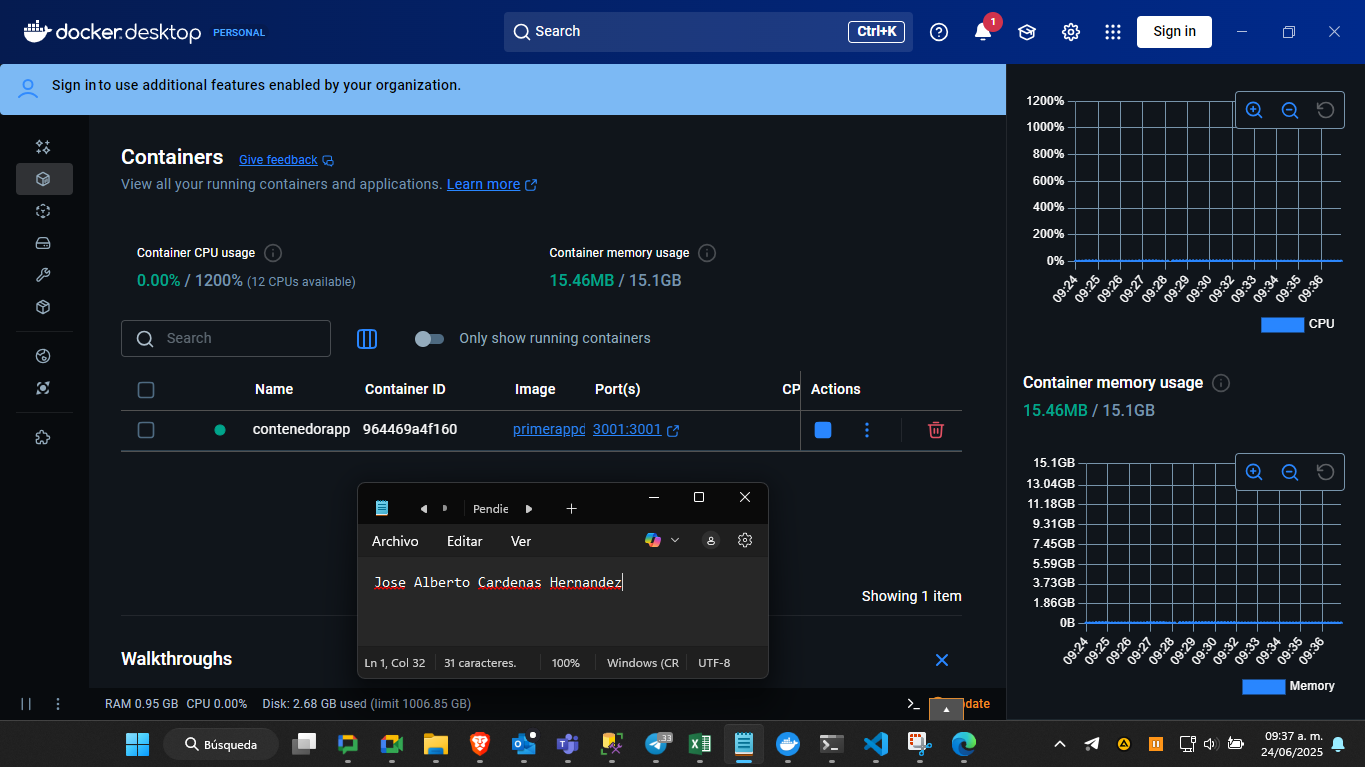 docker.desktop PERSONAL
Search Ctrl+K
1
Sign in
Sign in to use additional features enabled by your organization.
Containers Give feedback
View all your running containers and applications. Learn more
Container CPU usage
0.00% / 1200% (12 CPUs available)
Container memory usage
15.46MB / 15.1GB
Search
Only show running containers
Name Container ID Image Port(s) CP Actions
contenedorapp 964469a4f160 primerappd 3001:3001
Showing 1 item
Walkthroughs
Pendie
Archivo Editar Ver
Jose Alberto Cardenas Hernandez
Ln 1, Col 32 31 caracteres. 100% Windows (CR UTF-8
RAM 0.95 GB CPU 0.00% Disk: 2.68 GB used (limit 1006.85 GB)
1200%
1000%
800%
600%
400%
200%
0%
09:24 09:25 09:26 09:27 09:28 09:29 09:30 09:32 09:33 09:34 09:35 09:36
CPU
Container memory usage
15.46MB / 15.1GB
15.1GB
13.04GB
11.18GB
9.31GB
7.45GB
5.59GB
3.73GB
1.86GB
0B
09:24 09:25 09:26 09:27 09:28 09:29 09:30 09:32 09:33 09:34 09:35 09:36
Memory
Búsqueda
33
09:37 a. m.
24/06/2025